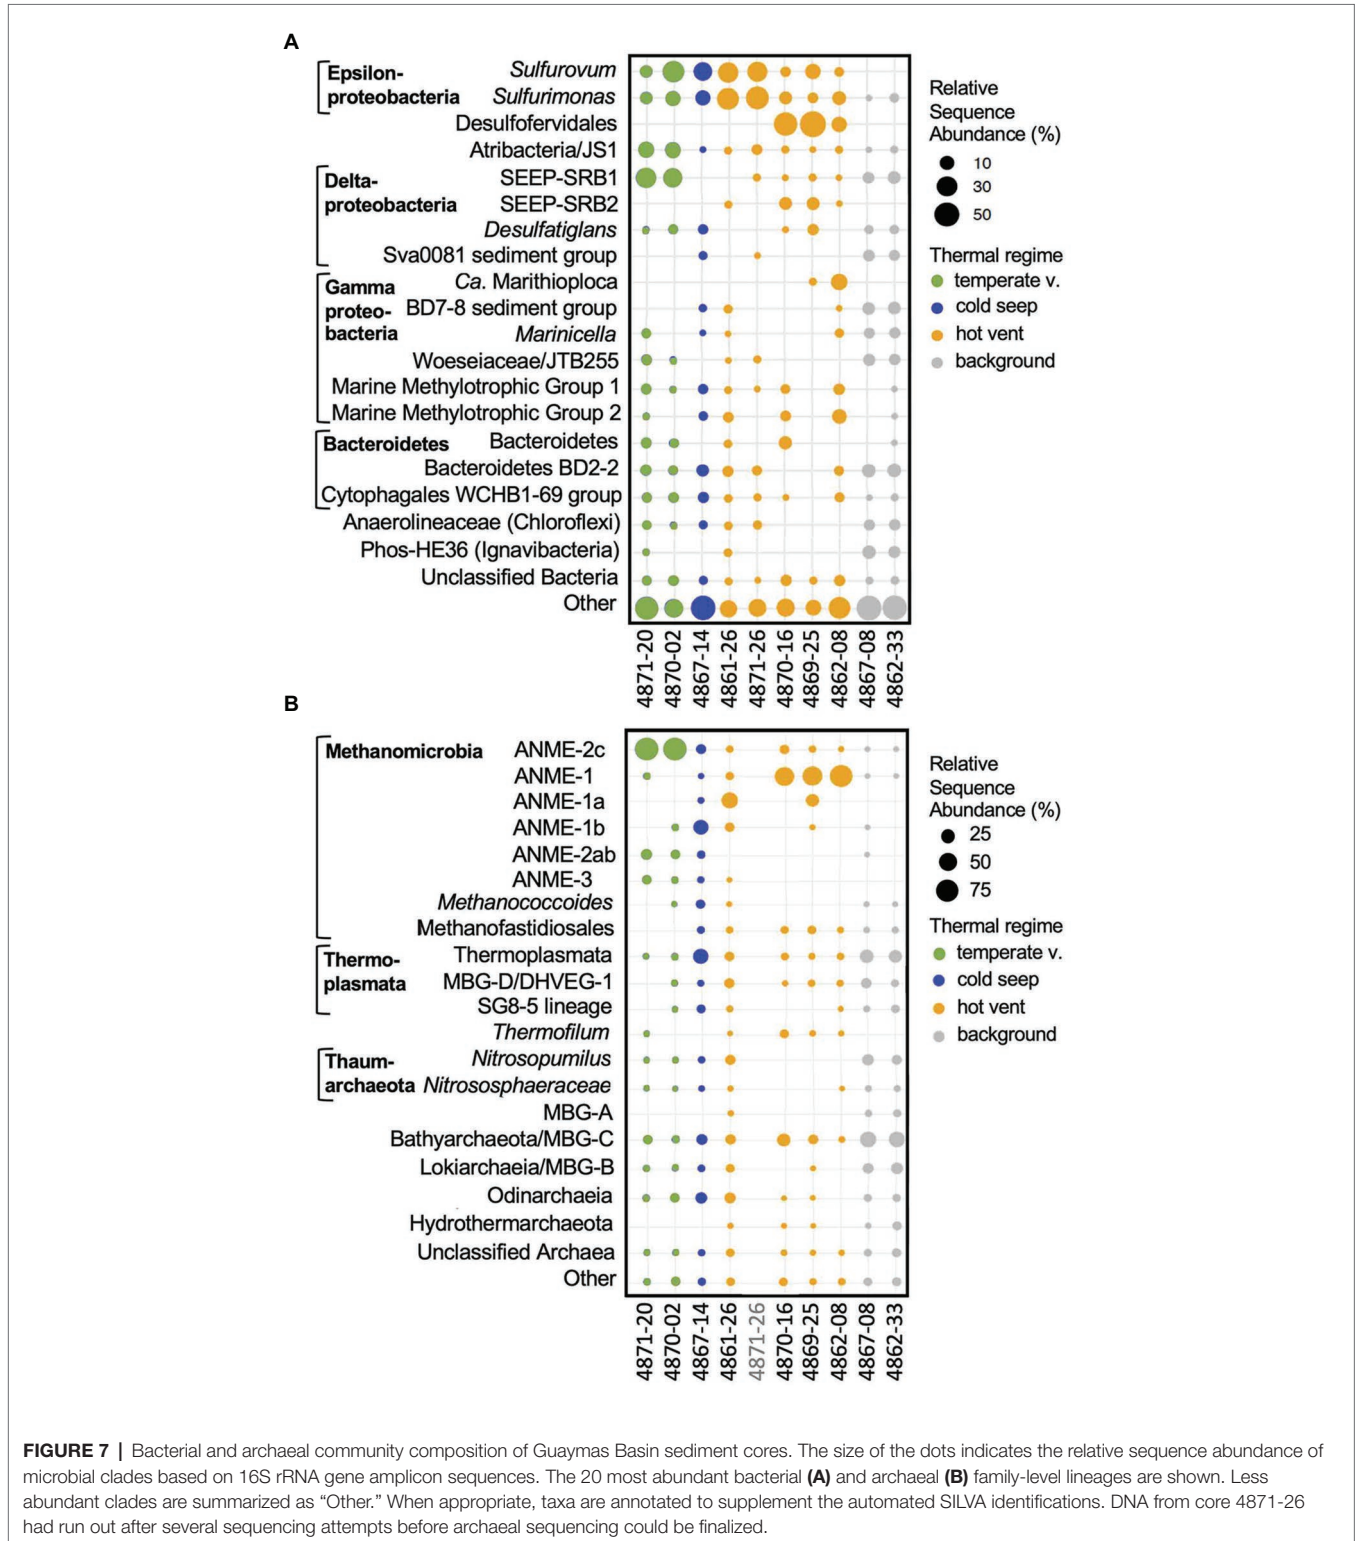 A
Epsilon-
proteobacteria
Sulfurovum
Sulfurimonas
Desulfofervidales
Atribacteria/JS1
Delta-
proteobacteria
SEEP-SRB1
SEEP-SRB2
Desulfatiglans
Sva0081 sediment group
Gamma
proteo-
bacteria
Ca. Marithioploca
BD7-8 sediment group
Marinicella
Woeseiaceae/JTB255
Marine Methylotrophic Group 1
Marine Methylotrophic Group 2
Bacteroidetes
Bacteroidetes
Bacteroidetes BD2-2
Cytophagales WCHB1-69 group
Anaerolineaceae (Chloroflexi)
Phos-HE36 (Ignavibacteria)
Unclassified Bacteria
Other
4871-20
4870-02
4867-14
4861-26
4871-26
4870-16
4869-25
4862-08
4867-08
4862-33
Relative
Sequence
Abundance (%)
10
30
50
Thermal regime
temperate v.
cold seep
hot vent
background
B
Methanomicrobia
ANME-2c
ANME-1
ANME-1a
ANME-1b
ANME-2ab
ANME-3
Methanococcoides
Methanofastidiosales
Thermo-
plasmata
Thermoplasmata
MBG-D/DHVEG-1
SG8-5 lineage
Thermofilum
Thaum-
archaeota
Nitrosopumilus
Nitrososphaeraceae
MBG-A
Bathyarchaeota/MBG-C
Lokiarchaeia/MBG-B
Odinarchaeia
Hydrothermarchaeota
Unclassified Archaea
Other
4871-20
4870-02
4867-14
4861-26
4871-26
4870-16
4869-25
4862-08
4867-08
4862-33
Relative
Sequence
Abundance (%)
25
50
75
Thermal regime
temperate v.
cold seep
hot vent
background
FIGURE 7 | Bacterial and archaeal community composition of Guaymas Basin sediment cores. The size of the dots indicates the relative sequence abundance of
microbial clades based on 16S rRNA gene amplicon sequences. The 20 most abundant bacterial (A) and archaeal (B) family-level lineages are shown. Less
abundant clades are summarized as “Other.” When appropriate, taxa are annotated to supplement the automated SILVA identifications. DNA from core 4871-26
had run out after several sequencing attempts before archaeal sequencing could be finalized.